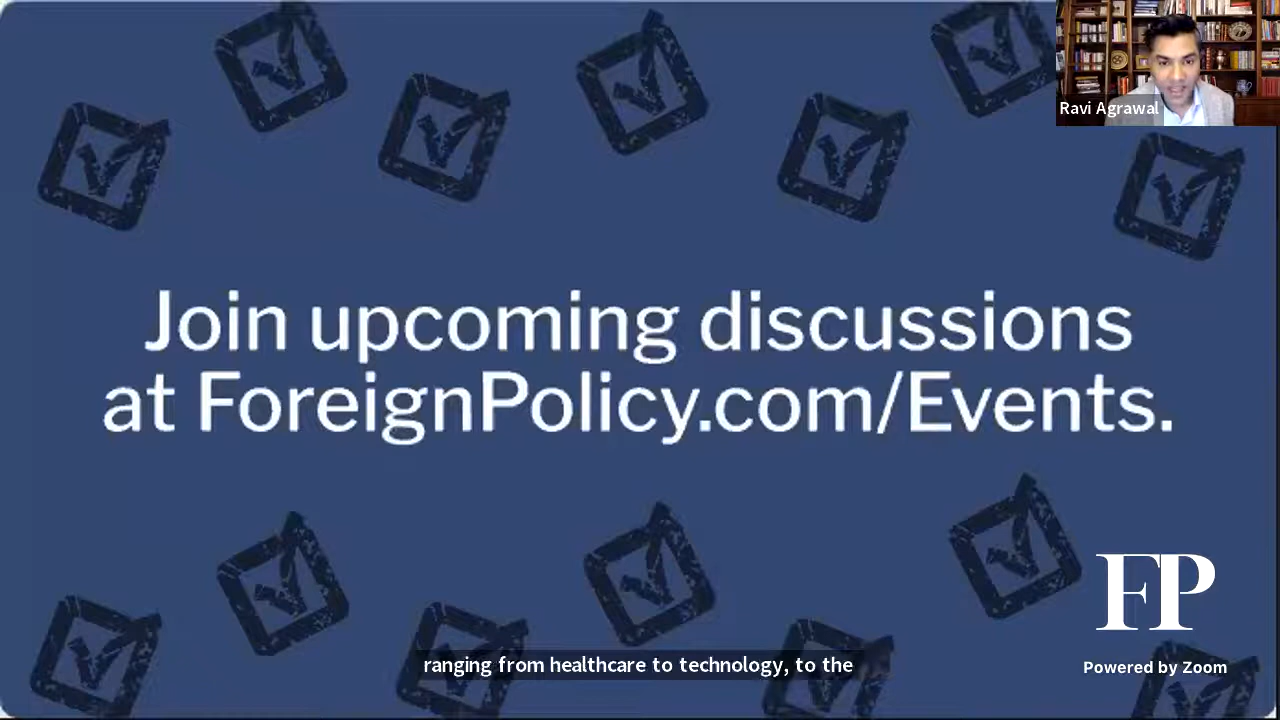 Ravi Agrawal
Join upcoming discussions
at ForeignPolicy.com/Events.
FP
ranging from healthcare to technology, to the
Powered by Zoom